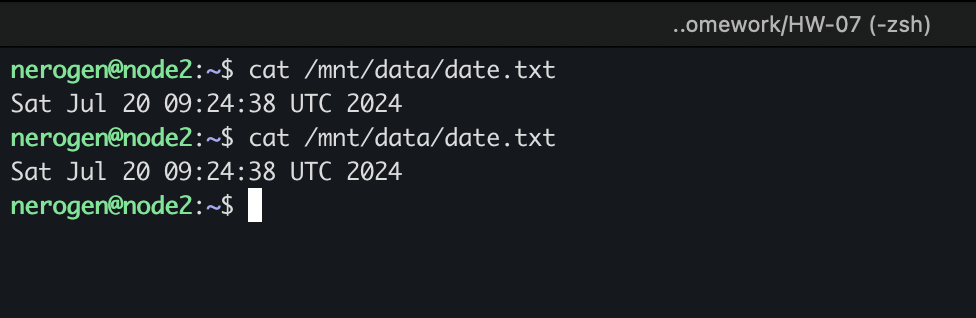 ..omework/HW-07 (-zsh)
nerogen@node2:~$ cat /mnt/data/date.txt
Sat Jul 20 09:24:38 UTC 2024
nerogen@node2:~$ cat /mnt/data/date.txt
Sat Jul 20 09:24:38 UTC 2024
nerogen@node2:~$